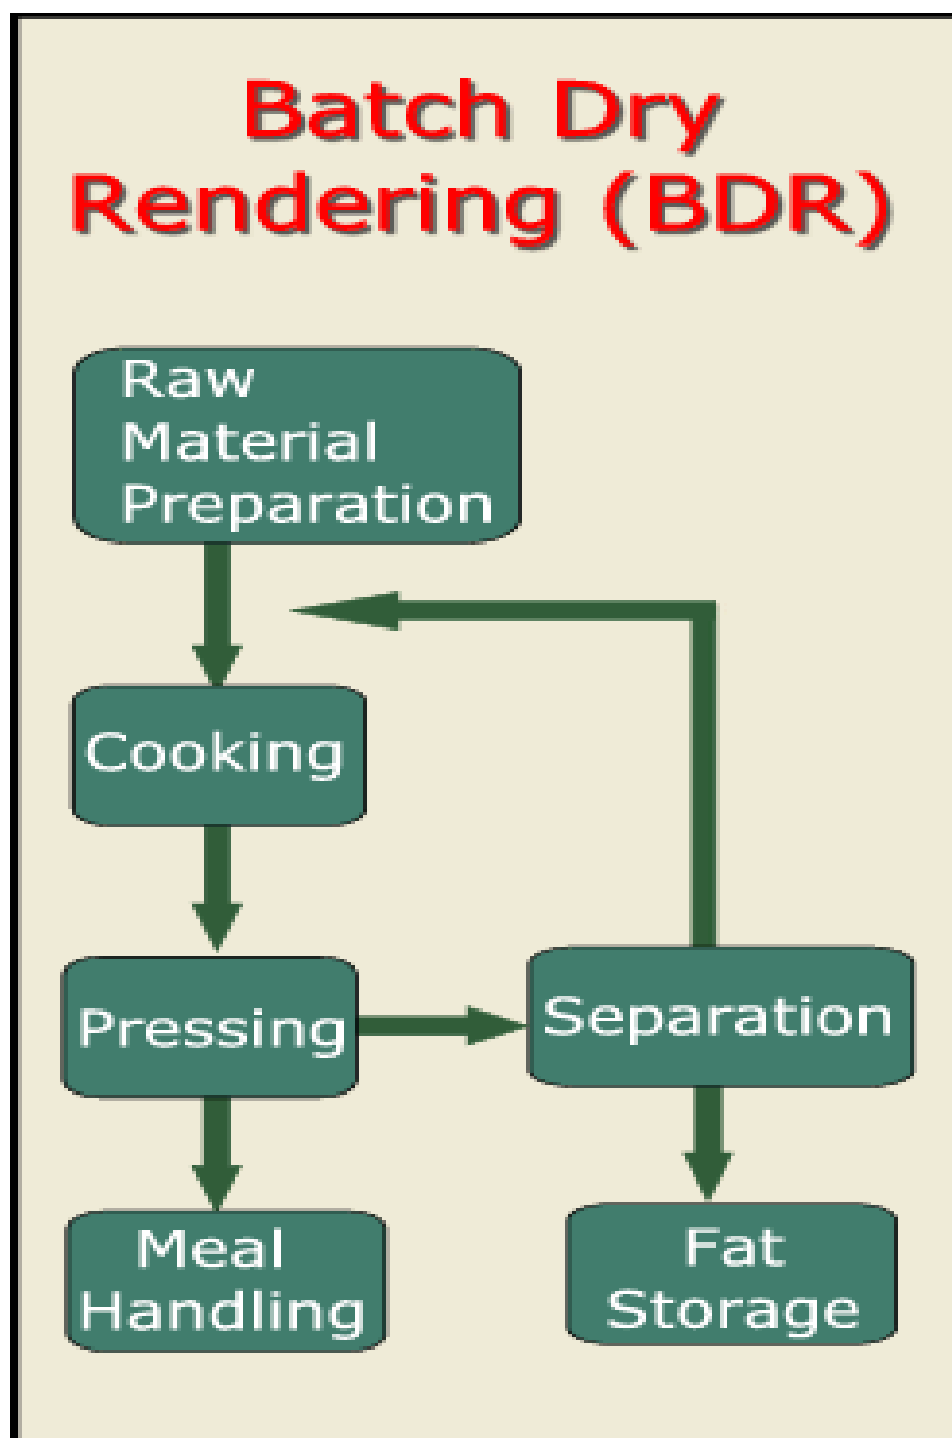 Batch Dry
Rendering (BDR)
Raw
Material
Preparation
Cooking
Pressing
Separation
Meal
Handling
Fat
Storage